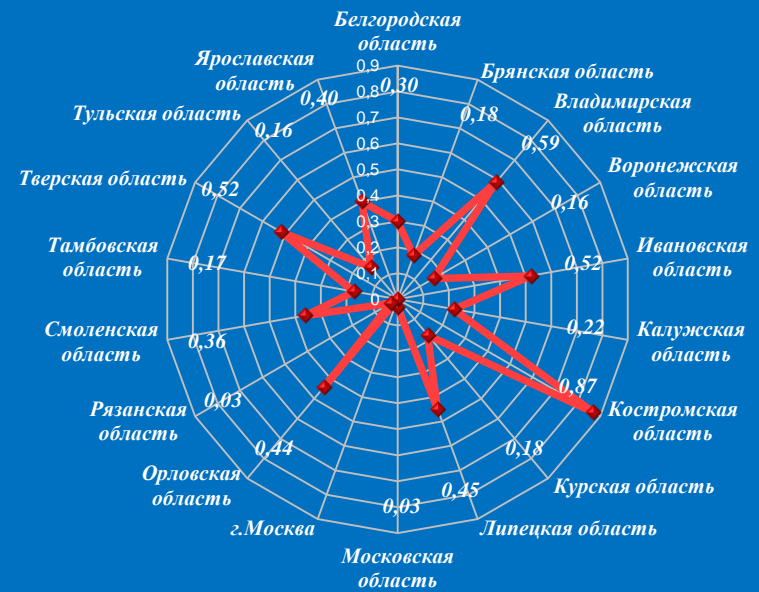 Белгородская
область
Брянская область
Владимирская
область
Воронежская
область
Ивановская
область
Калужская
область
Костромская
область
Курская область
Липецкая область
Московская
область
г.Москва
Орловская
область
Рязанская
область
Смоленская
область
Тамбовская
область
Тверская область
Тульская область
Ярославская
область
0,30
0,18
0,59
0,16
0,52
0,22
0,87
0,18
0,45
0,03
0,44
0,03
0,36
0,17
0,52
0,16
0,40
0,9
0,8
0,7
0,6
0,5
0,4
0,3
0,2
0,1
0